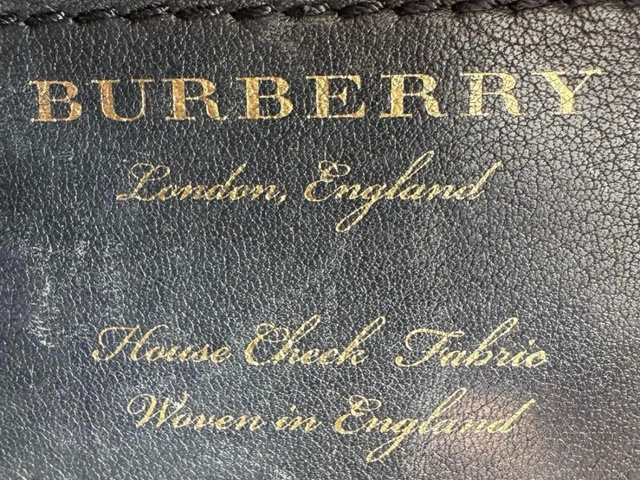 BURBERRY
London, England
House Check Fabric
Woven in England